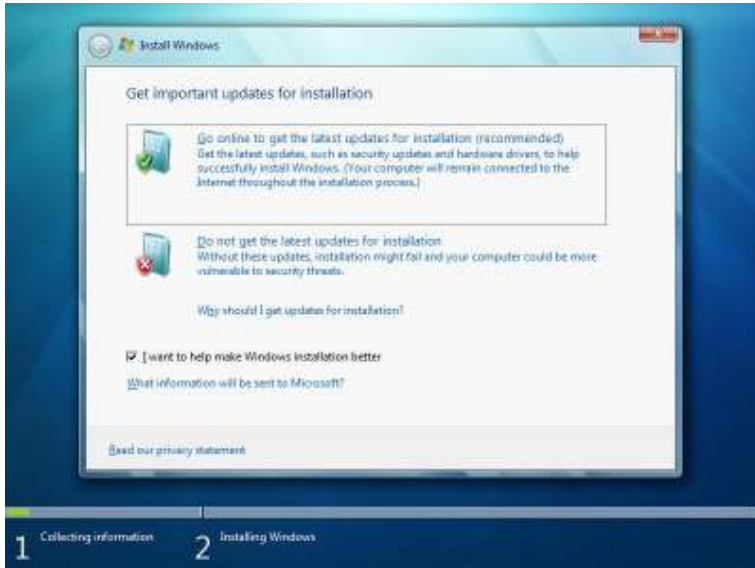 Install Windows
Get important updates for installation
Go online to get the latest updates for installation (recommended)
Get the latest updates, such as security updates and hardware drivers, to help
successfully install Windows. (Your computer will remain connected to the
Internet throughout the installation process.)
Do not get the latest updates for installation
Without these updates, installation might fail and your computer could be more
vulnerable to security threats.
Why should I get updates for installation?
I want to help make Windows installation better
What information will be sent to Microsoft?
Read our privacy statement
1 Collecting information 2 Installing Windows